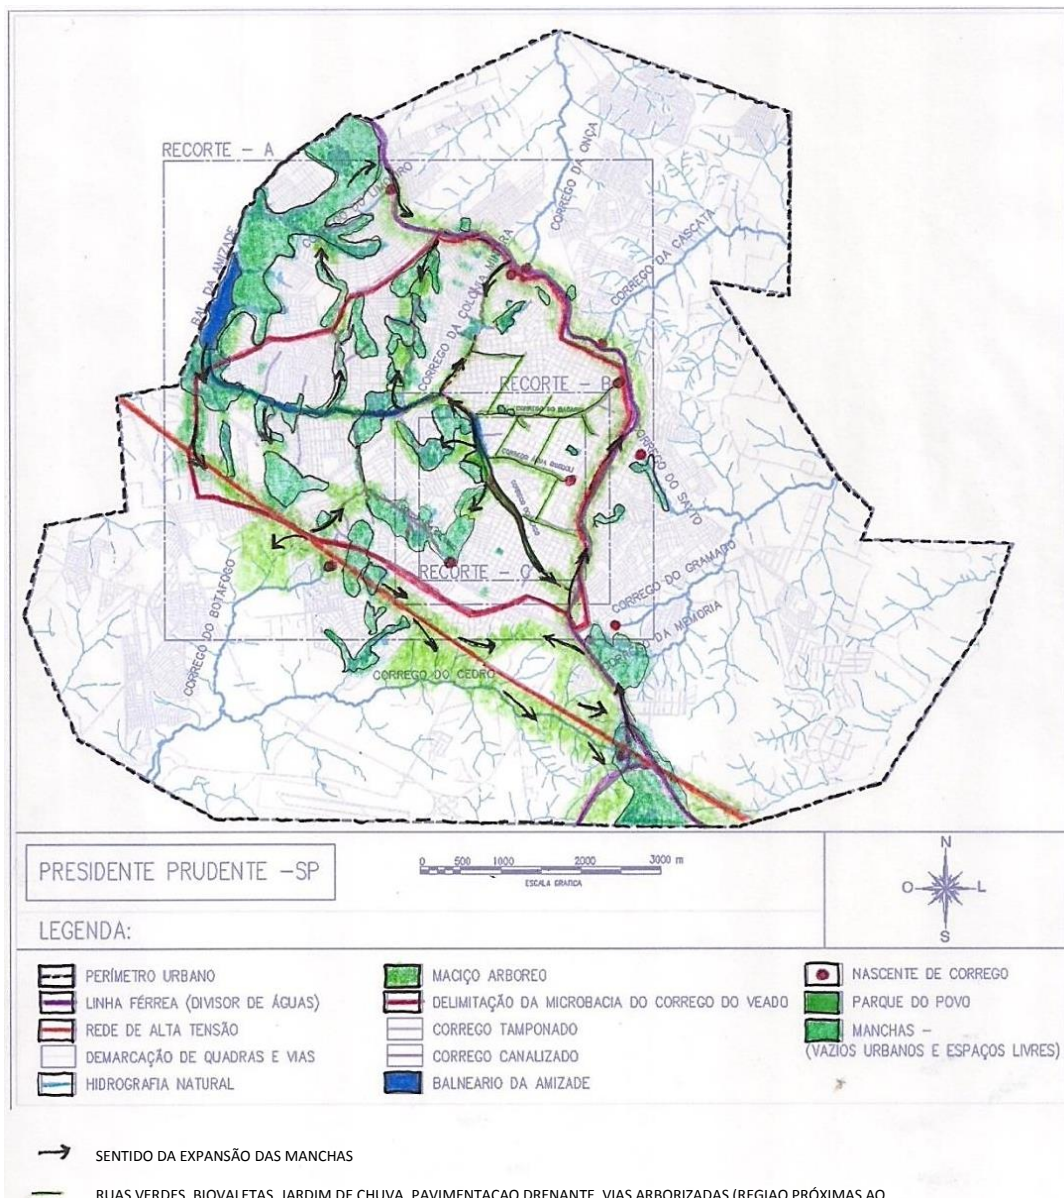 RECORTE - A
CORREGO DA ONÇA
BAL. DA AMIZADE
CORREGO DA COLÔNIA MINEIRA
CORREGO DA CASCATA
RECORTE - B
CORREGO DO SALTO
RECORTE - C
CORREGO DO GRAMADO
DA MEMORIA
CORREGO DO BOTAFOGO
CORREGO DO CEDRO
PRESIDENTE PRUDENTE -SP
0 500 1000 2000 3000 m
ESCALA GRAFICA
N
O L
S
LEGENDA:
PERÍMETRO URBANO
LINHA FÉRREA (DIVISOR DE ÁGUAS)
REDE DE ALTA TENSÃO
DEMARCAÇÃO DE QUADRAS E VIAS
HIDROGRAFIA NATURAL
MACIÇO ARBOREO
DELIMITAÇÃO DA MICROBACIA DO CORREGO DO VEADO
CORREGO TAMPONADO
CORREGO CANALIZADO
BALNEARIO DA AMIZADE
NASCENTE DE CORREGO
PARQUE DO POVO
MANCHAS -
(VAZIOS URBANOS E ESPAÇOS LIVRES)
SENTIDO DA EXPANSÃO DAS MANCHAS
RUAS VERDES, BIOVALETAS, JARDIM DE CHUVA, PAVIMENTAÇAO DRENANTE, VIAS ARBORIZADAS (REGIAO PRÓXIMAS AO